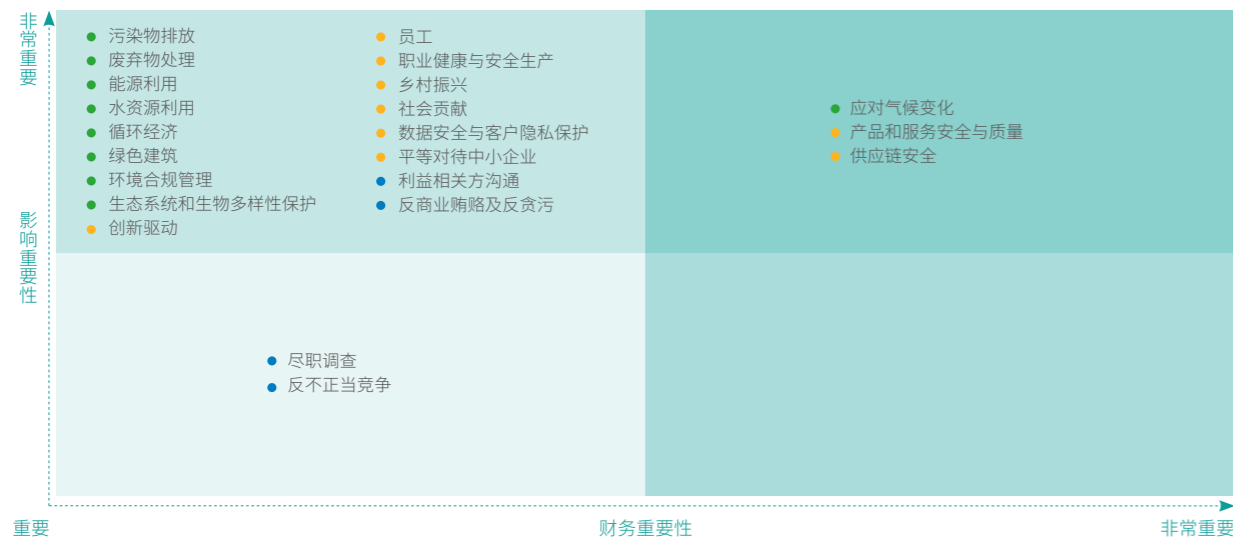 非常重要
影响重要性
污染物排放
废弃物处理
能源利用
水资源利用
循环经济
绿色建筑
环境合规管理
生态系统和生物多样性保护
创新驱动
员工
职业健康与安全生产
乡村振兴
社会贡献
数据安全与客户隐私保护
平等对待中小企业
利益相关方沟通
反商业贿赂及反贪污
应对气候变化
产品和服务安全与质量
供应链安全
尽职调查
反不正当竞争
重要
财务重要性
非常重要